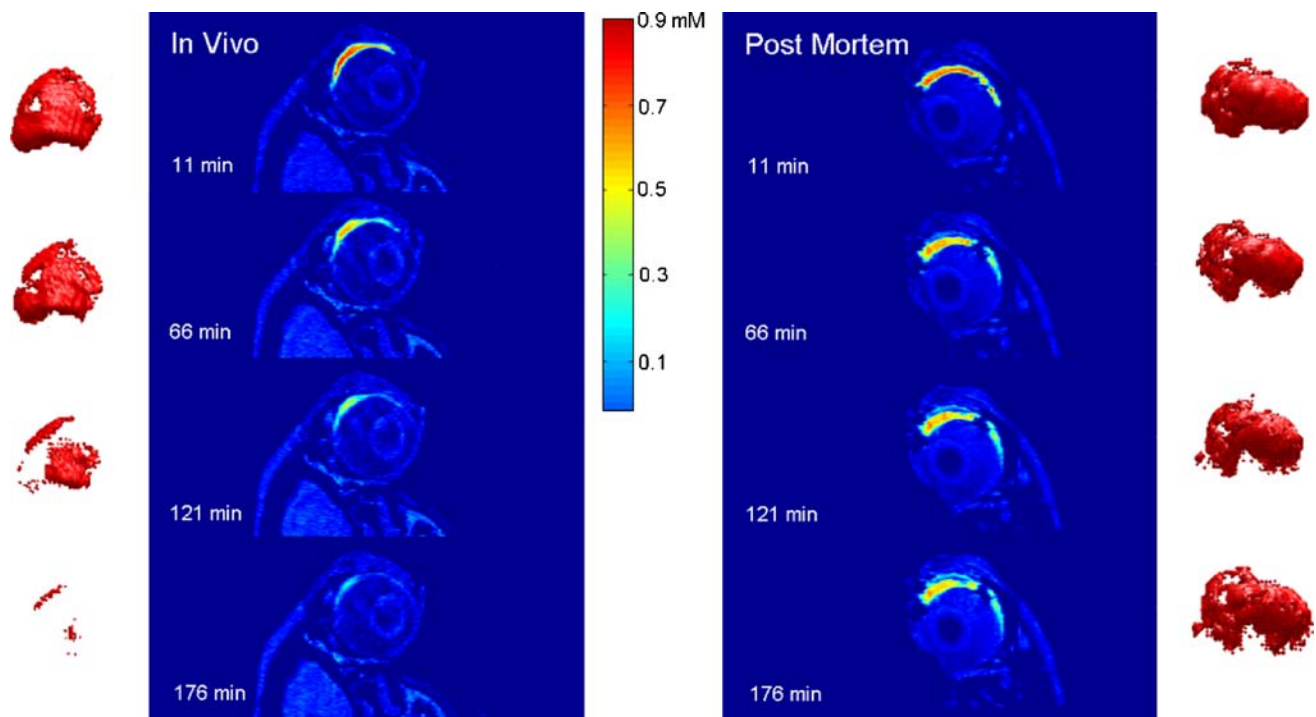 In Vivo
11 min
66 min
121 min
176 min
0.9 mM
0.7
0.5
0.3
0.1
Post Mortem
11 min
66 min
121 min
176 min